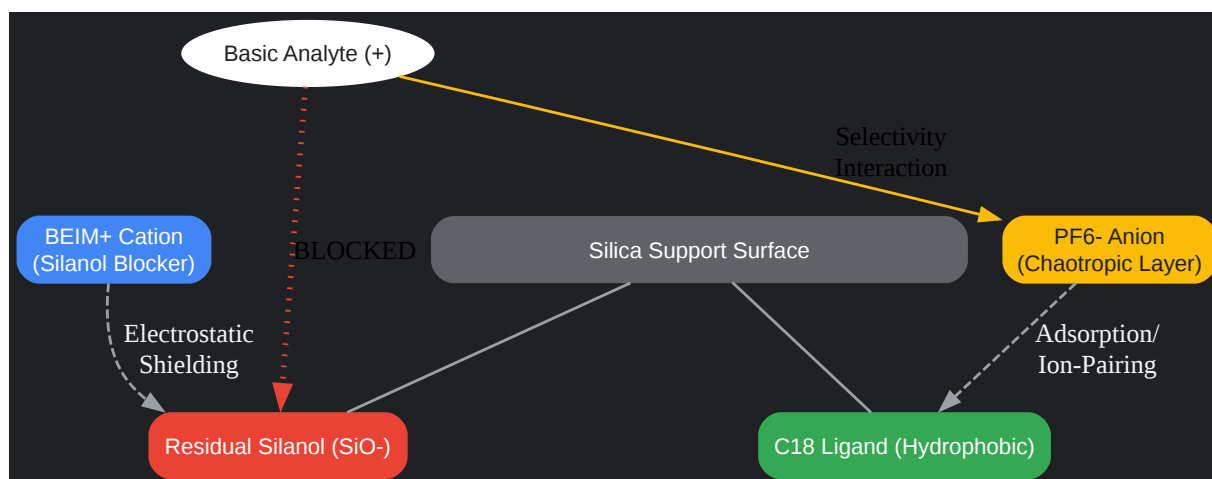 Basic Analyte (+)
Selectivity
Interaction
BEIM+ Cation
(Silanol Blocker)
BLOCKED
Silica Support Surface
PF6- Anion
(Chaotropic Layer)
Electrostatic
Shielding
Adsorption/
Ion-Pairing
Residual Silanol (SiO-)
C18 Ligand (Hydrophobic)